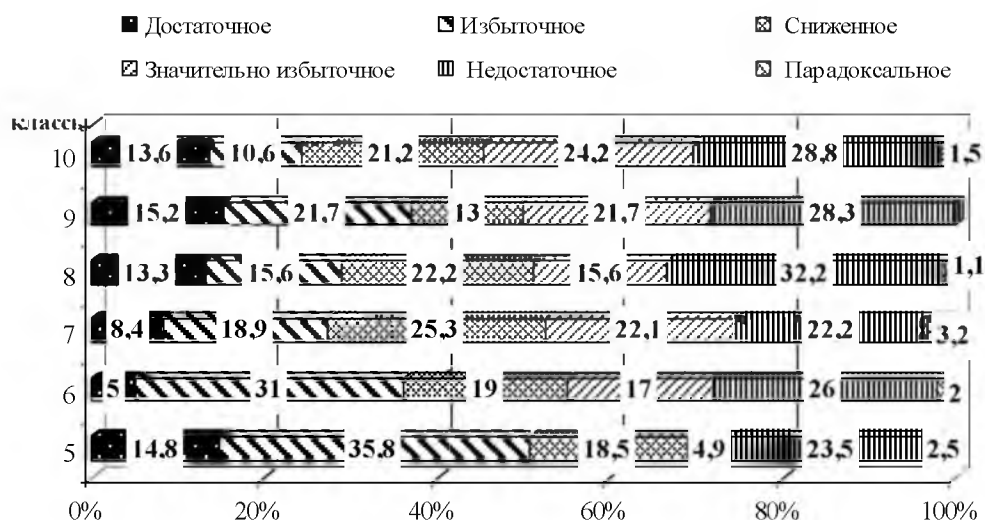 Достаточное Избыточное Сниженное
Значительно избыточное Недостаточное Парадоксальное
классы
10 13,6 10,6 21,2 24,2 28,8 1,5
9 15,2 21,7 13 21,7 28,3
8 13,3 15,6 22,2 15,6 32,2 1,1
7 8,4 18,9 25,3 22,1 22,2 3,2
6 5 31 19 17 26 2
5 14,8 35,8 18,5 4,9 23,5 2,5
0% 20% 40% 60% 80% 100%